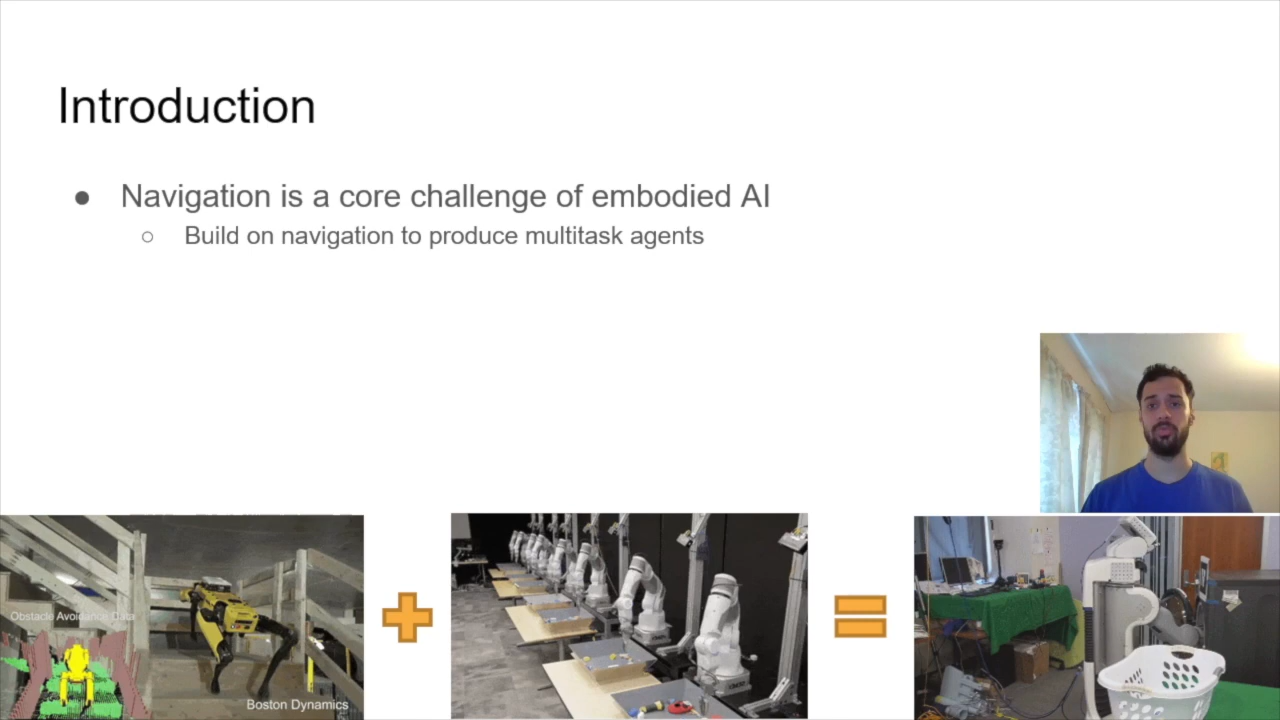 Introduction
● Navigation is a core challenge of embodied AI
○ Build on navigation to produce multitask agents
Obstacle Avoidance Data
Boston Dynamics